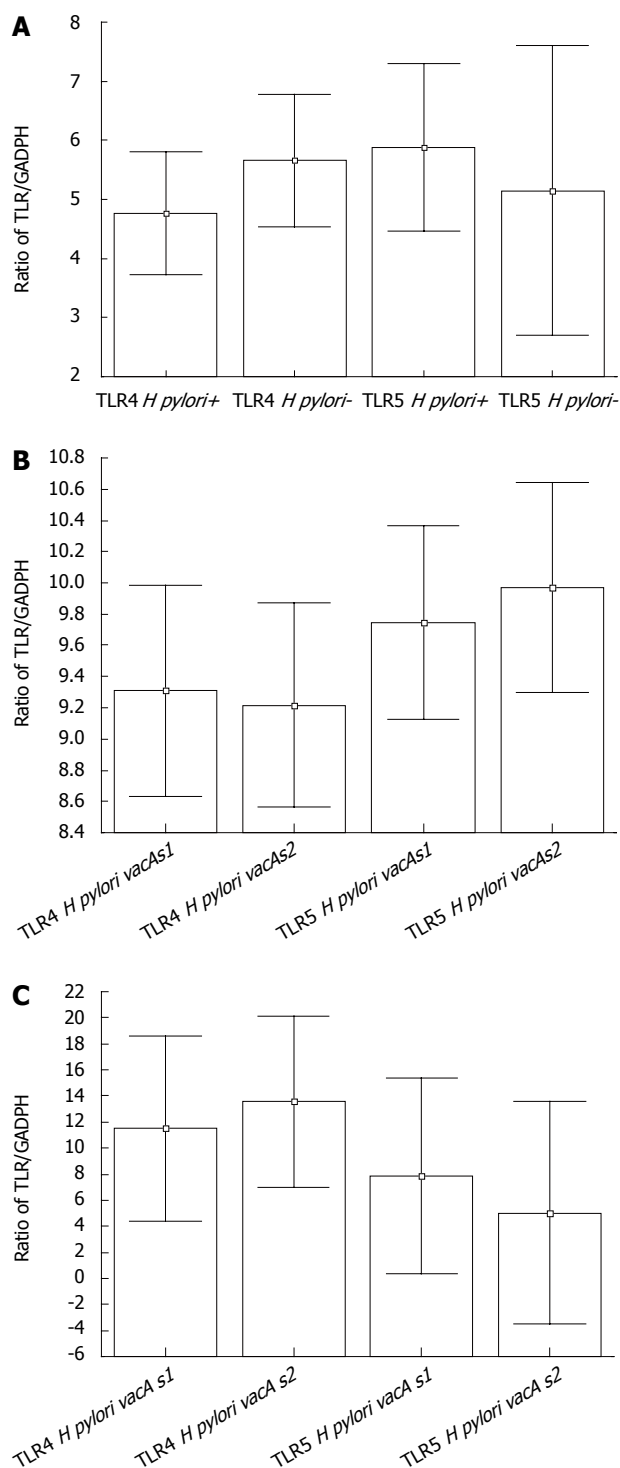 A
Ratio of TLR/GADPH
8
7
6
5
4
3
2
TLR4 H pylori+ TLR4 H pylori- TLR5 H pylori+ TLR5 H pylori-
B
Ratio of TLR/GADPH
10.8
10.6
10.4
10.2
10.0
9.8
9.6
9.4
9.2
9.0
8.8
8.6
8.4
TLR4 H pylori vacAs1
TLR4 H pylori vacAs2
TLR5 H pylori vacAs1
TLR5 H pylori vacAs2
C
Ratio of TLR/GADPH
22
20
18
16
14
12
10
8
6
4
2
0
-2
-4
-6
TLR4 H pylori vacA s1
TLR4 H pylori vacA s2
TLR5 H pylori vacA s1
TLR5 H pylori vacA s2